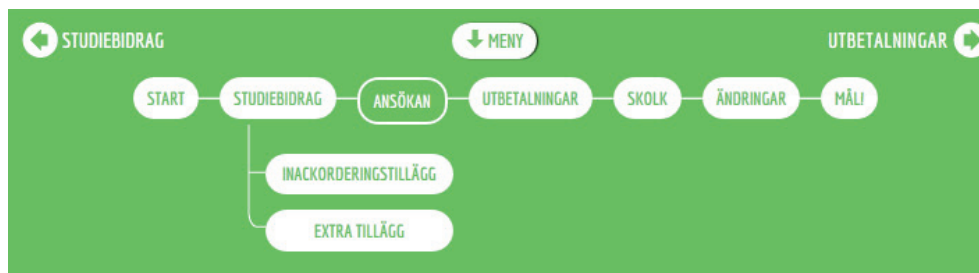 STUDIEBIDRAG
MENY
UTBETALNINGAR
START STUDIEBIDRAG ANSÖKAN UTBETALNINGAR SKOLK ÄNDRINGAR MÅL!
INACKORDERINGSTILLÄGG
EXTRA TILLÄGG